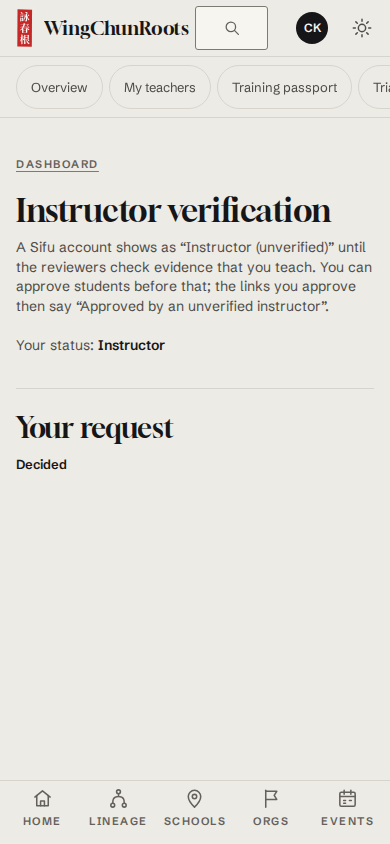 詠春根
WingChunRoots
CK
Overview
My teachers
Training passport
Tria
DASHBOARD
Instructor verification
A Sifu account shows as “Instructor (unverified)” until
the reviewers check evidence that you teach. You can
approve students before that; the links you approve
then say “Approved by an unverified instructor”.
Your status: Instructor
Your request
Decided
HOME
LINEAGE
SCHOOLS
ORGS
EVENTS